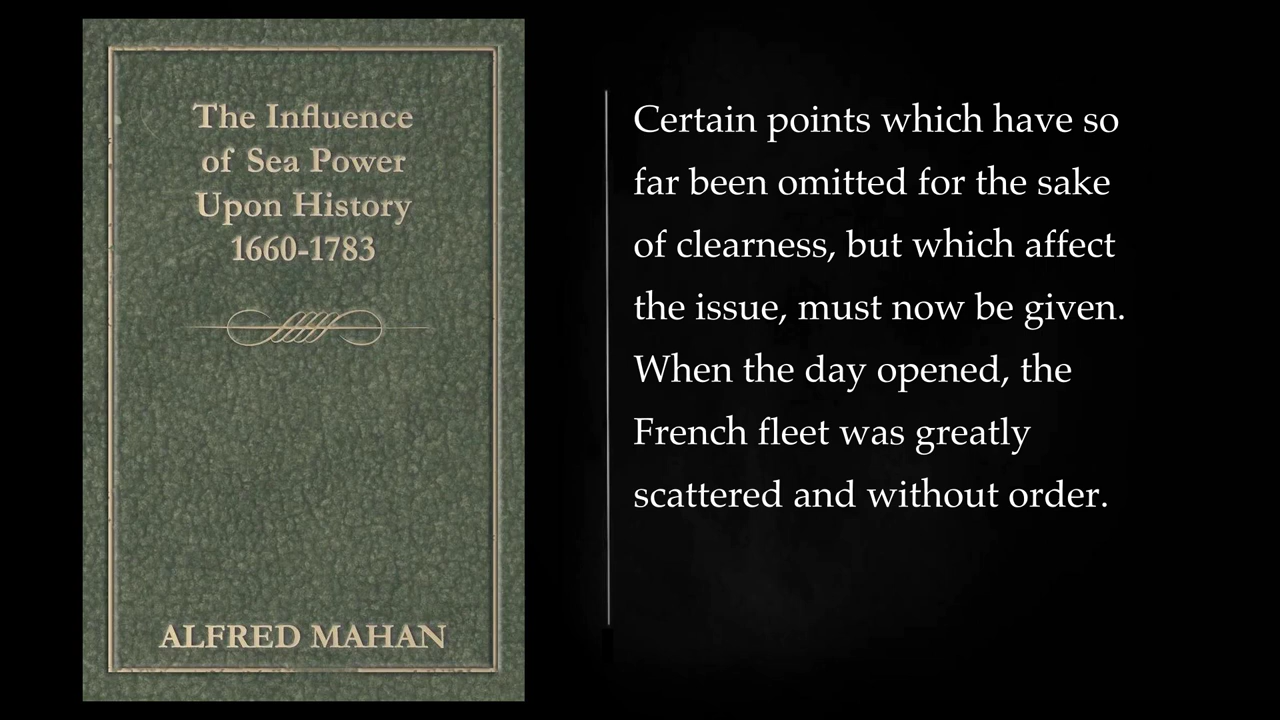 The Influence
of Sea Power
Upon History
1660-1783
ALFRED MAHAN
Certain points which have so
far been omitted for the sake
of clearness, but which affect
the issue, must now be given.
When the day opened, the
French fleet was greatly
scattered and without order.